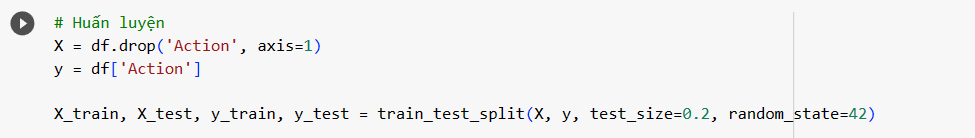 # Huấn luyện
X = df.drop('Action', axis=1)
y = df['Action']
X_train, X_test, y_train, y_test = train_test_split(X, y, test_size=0.2, random_state=42)